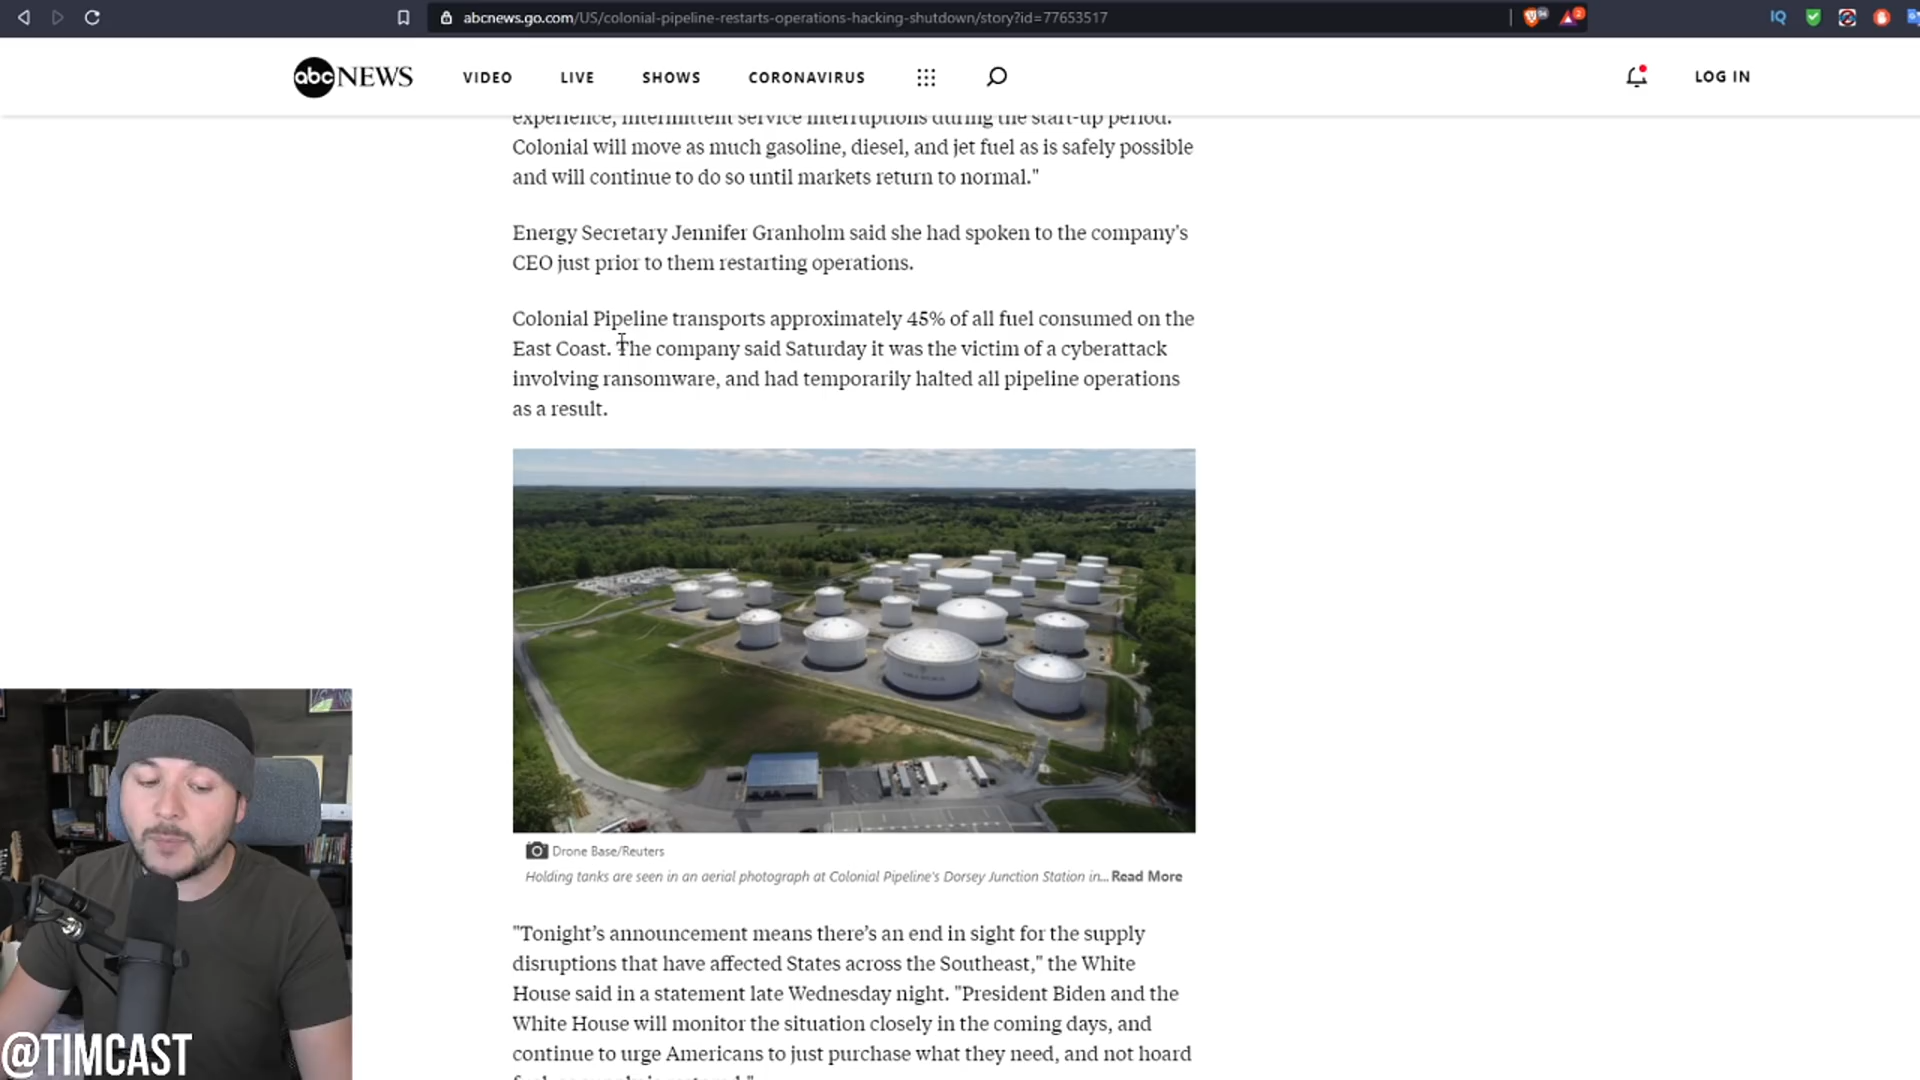 abcnews.go.com/US/colonial-pipeline-restarts-operations-hacking-shutdown/story?id=77653517
abc NEWS VIDEO LIVE SHOWS CORONAVIRUS LOG IN
experience, intermittent service interruptions during the start-up period.
Colonial will move as much gasoline, diesel, and jet fuel as is safely possible
and will continue to do so until markets return to normal."
Energy Secretary Jennifer Granholm said she had spoken to the company's
CEO just prior to them restarting operations.
Colonial Pipeline transports approximately 45% of all fuel consumed on the
East Coast. The company said Saturday it was the victim of a cyberattack
involving ransomware, and had temporarily halted all pipeline operations
as a result.
Drone Base/Reuters
Holding tanks are seen in an aerial photograph at Colonial Pipeline's Dorsey Junction Station in... Read More
"Tonight’s announcement means there’s an end in sight for the supply
disruptions that have affected States across the Southeast," the White
House said in a statement late Wednesday night. "President Biden and the
White House will monitor the situation closely in the coming days, and
continue to urge Americans to just purchase what they need, and not hoard
@TIMCAST